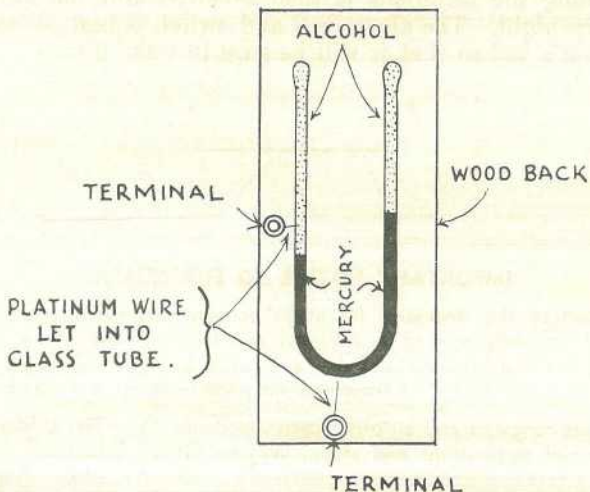 ALCOHOL
WOOD BACK
TERMINAL
MERCURY.
PLATINUM WIRE
LET INTO
GLASS TUBE.
TERMINAL